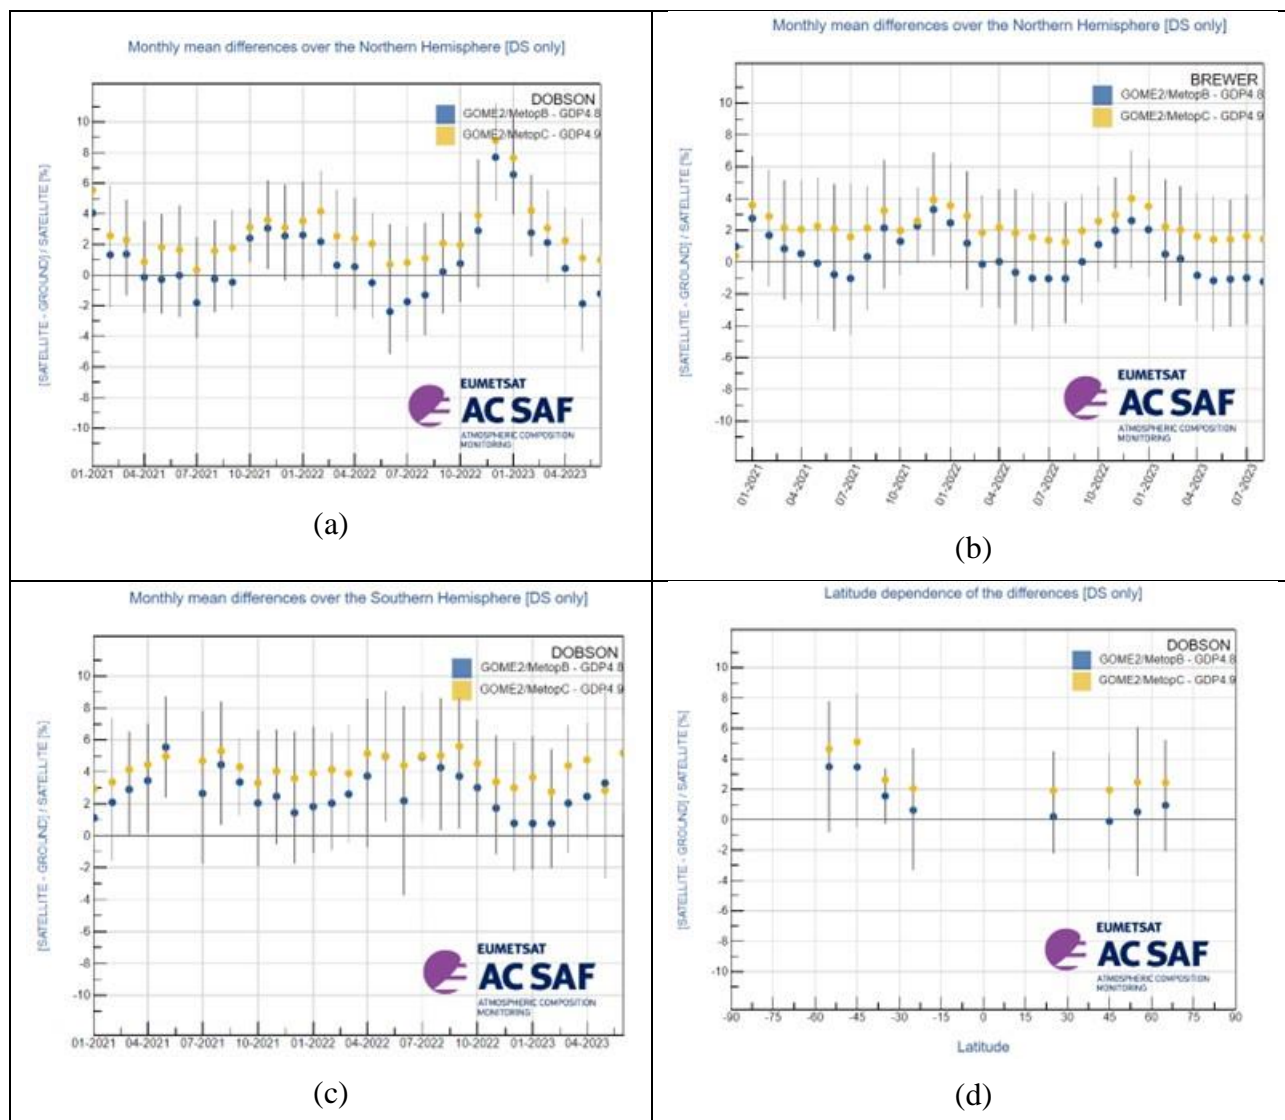 Monthly mean differences over the Northern Hemisphere [DS only]
DOBSON
GOME2/MetopB - GDP4.8
GOME2/MetopC - GDP4.9
[SATELLITE - GROUND] / SATELLITE [%]
10
8
6
4
2
0
-2
-4
-6
-8
-10
EUMETSAT
AC SAF
ATMOSPHERIC COMPOSITION
MONITORING
01-2021 04-2021 07-2021 10-2021 01-2022 04-2022 07-2022 10-2022 01-2023 04-2023
(a)
Monthly mean differences over the Northern Hemisphere [DS only]
BREWER
GOME2/MetopB - GDP4.8
GOME2/MetopC - GDP4.9
[SATELLITE - GROUND] / SATELLITE [%]
10
8
6
4
2
0
-2
-4
-6
-8
-10
EUMETSAT
AC SAF
ATMOSPHERIC COMPOSITION
MONITORING
01-2021 04-2021 07-2021 10-2021 01-2022 04-2022 07-2022 10-2022 01-2023 04-2023 07-2023
(b)
Monthly mean differences over the Southern Hemisphere [DS only]
DOBSON
GOME2/MetopB - GDP4.8
GOME2/MetopC - GDP4.9
[SATELLITE - GROUND] / SATELLITE [%]
10
8
6
4
2
0
-2
-4
-6
-8
-10
EUMETSAT
AC SAF
ATMOSPHERIC COMPOSITION
MONITORING
01-2021 04-2021 07-2021 10-2021 01-2022 04-2022 07-2022 10-2022 01-2023 04-2023
(c)
Latitude dependence of the differences [DS only]
DOBSON
GOME2/MetopB - GDP4.8
GOME2/MetopC - GDP4.9
[SATELLITE - GROUND] / SATELLITE [%]
10
8
6
4
2
0
-2
-4
-6
-8
-10
EUMETSAT
AC SAF
ATMOSPHERIC COMPOSITION
MONITORING
-90 -75 -60 -45 -30 -15 0 15 30 45 60 75 90
Latitude
(d)